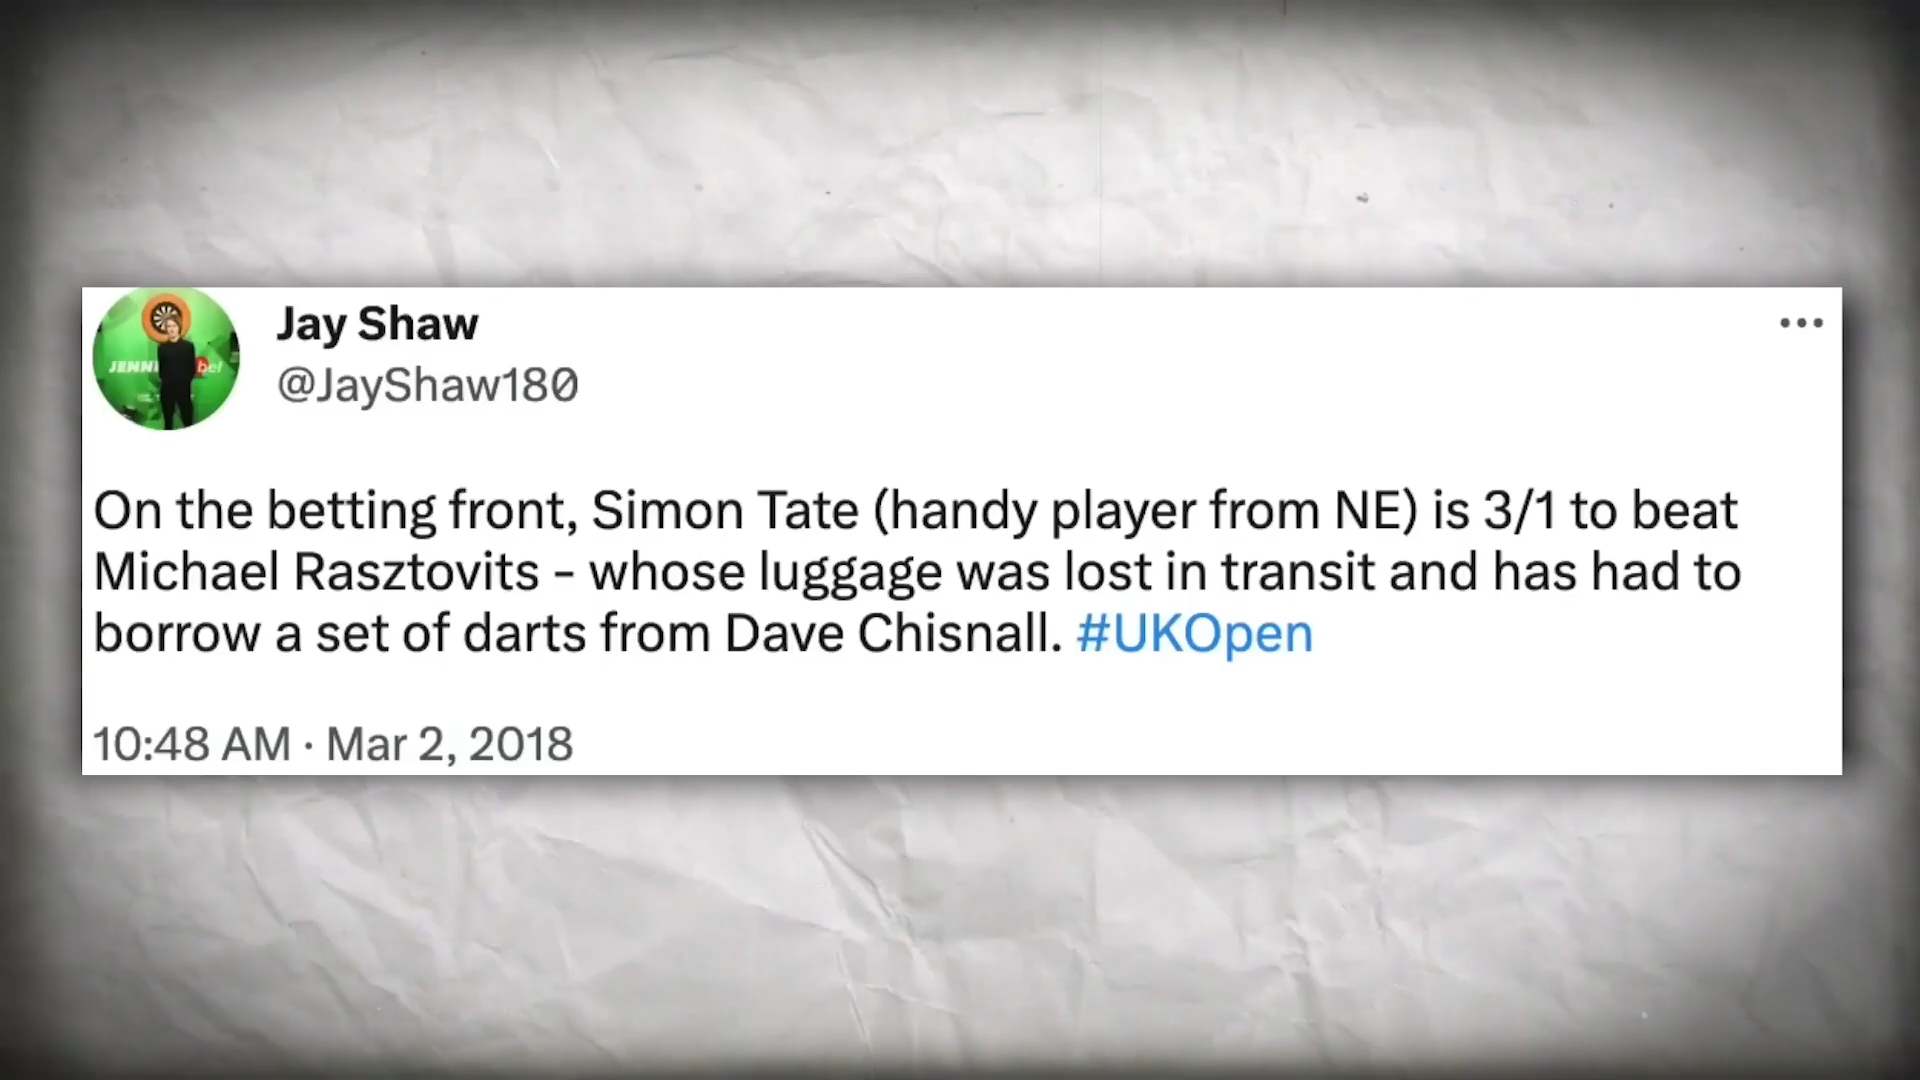 Jay Shaw
@JayShaw180
JENNI bet
On the betting front, Simon Tate (handy player from NE) is 3/1 to beat
Michael Rasztovits – whose luggage was lost in transit and has had to
borrow a set of darts from Dave Chisnall. #UKOpen
10:48 AM · Mar 2, 2018